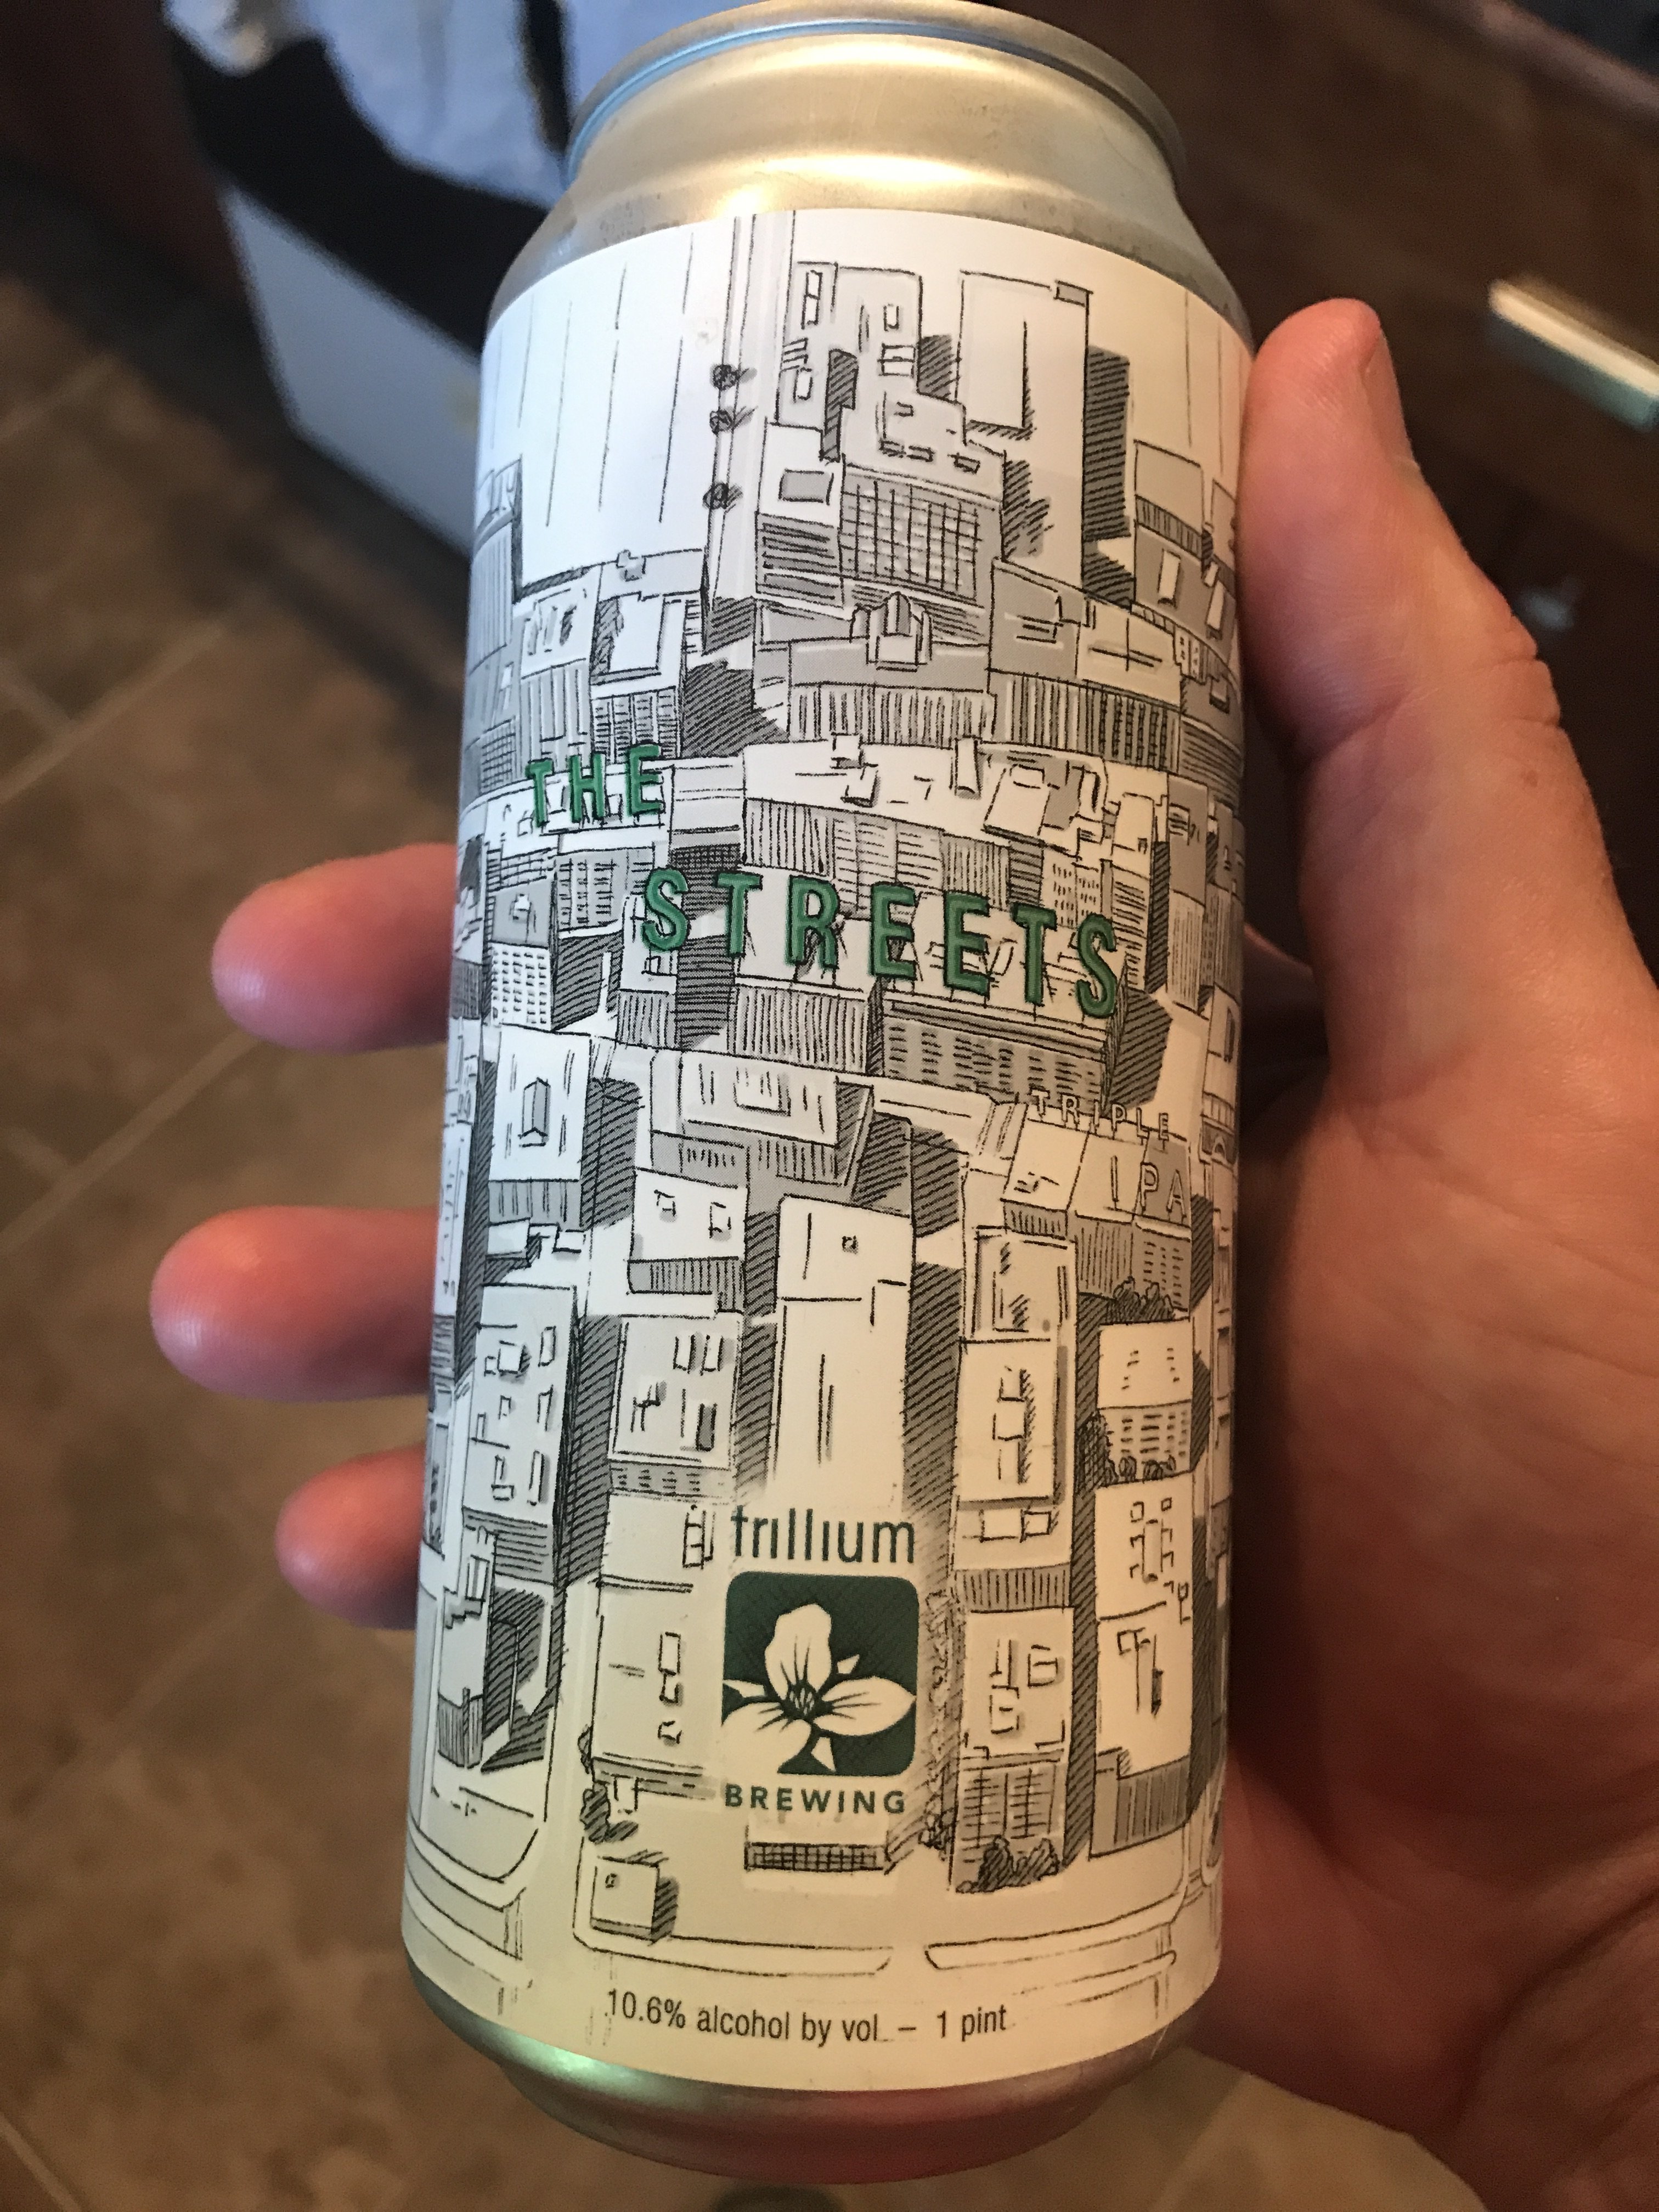 THE
STREETS
TRIPLE
IPA
trillium
BREWING
10.6% alcohol by vol. – 1 pint